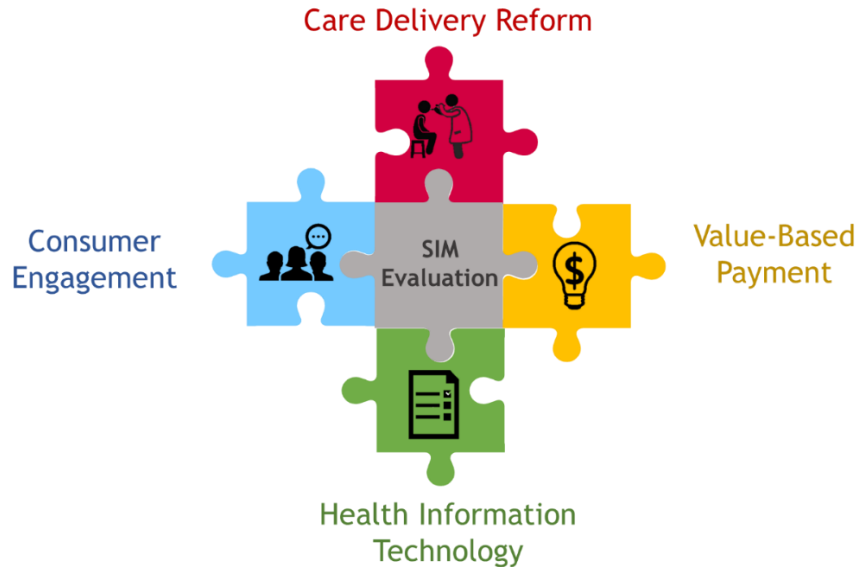 Care Delivery Reform
Consumer
Engagement
SIM
Evaluation
$
Value-Based
Payment
Health Information
Technology